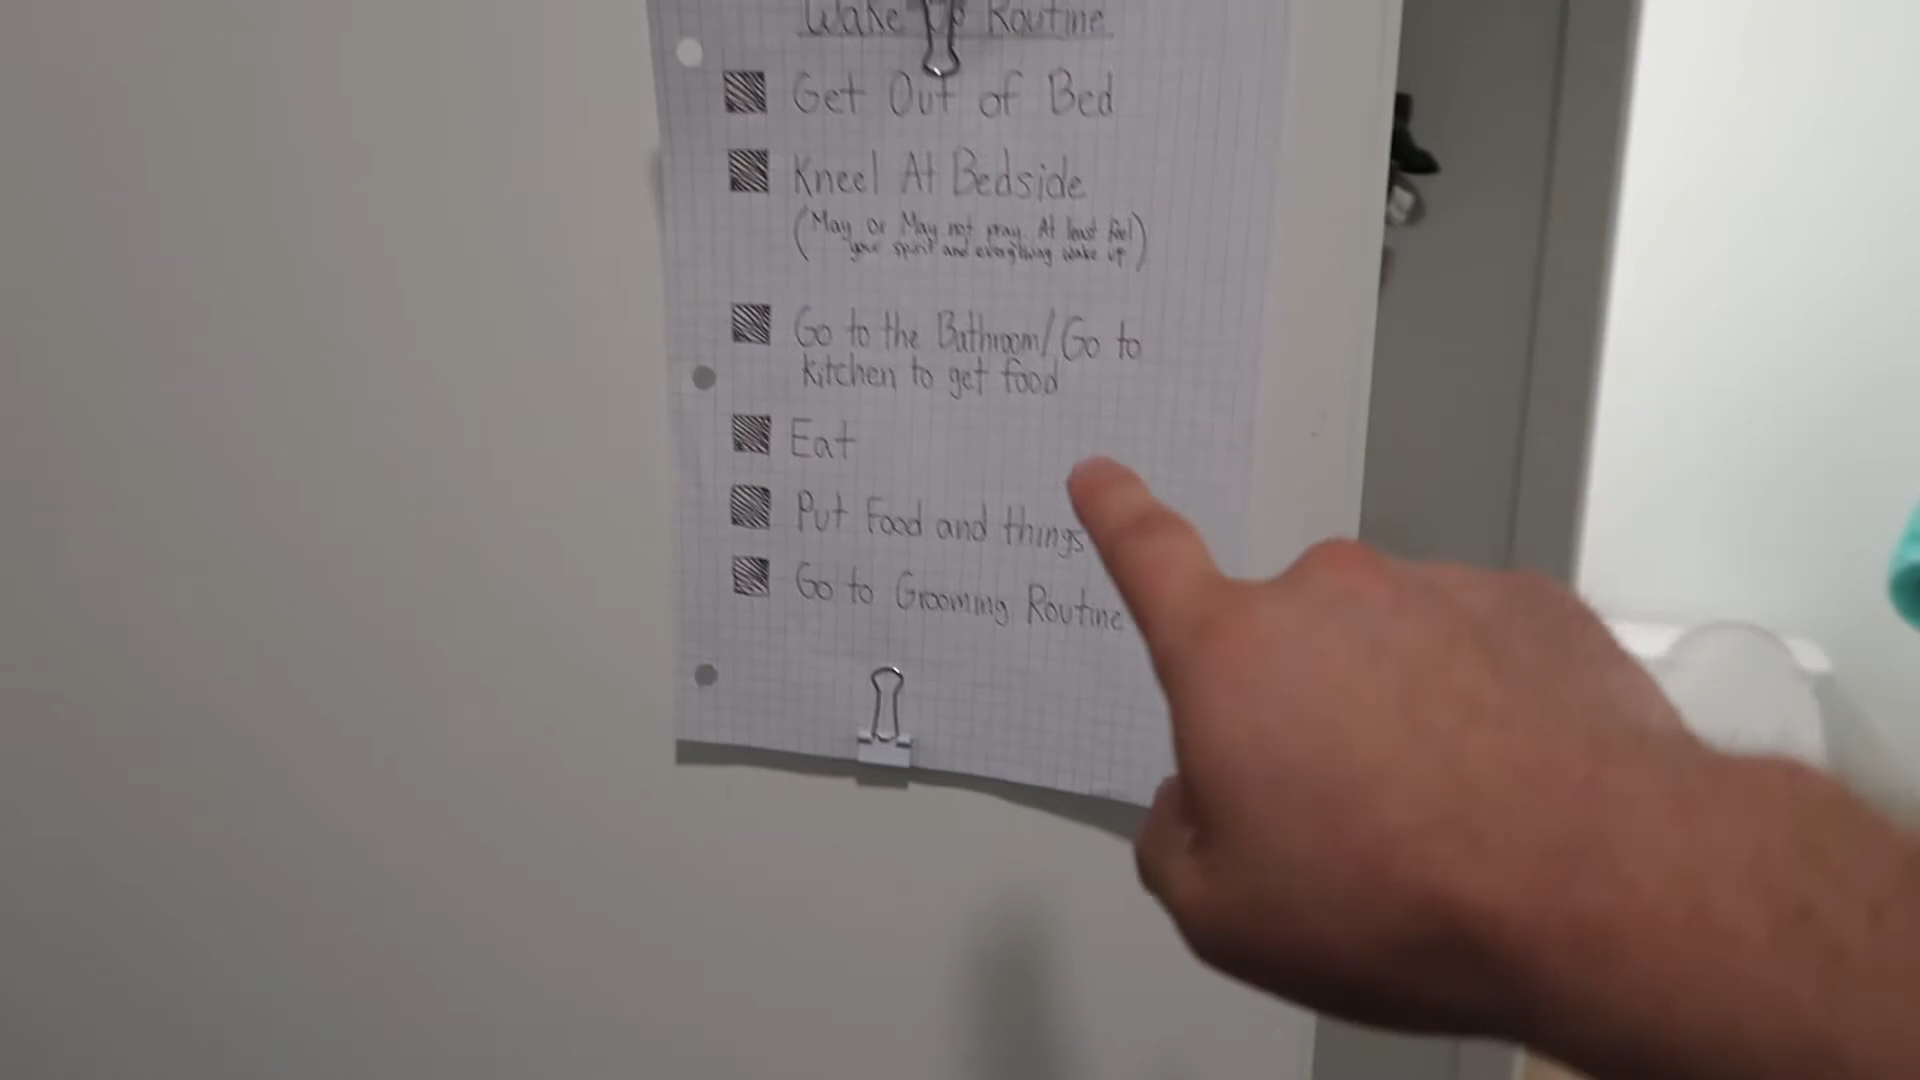 Wake Up Routine
Get Out of Bed
Kneel At Bedside
(May or May not pray. At least feel
your spirit and everything wake up)
Go to the Bathroom/Go to
kitchen to get food
Eat
Put Food and things
Go to Grooming Routine